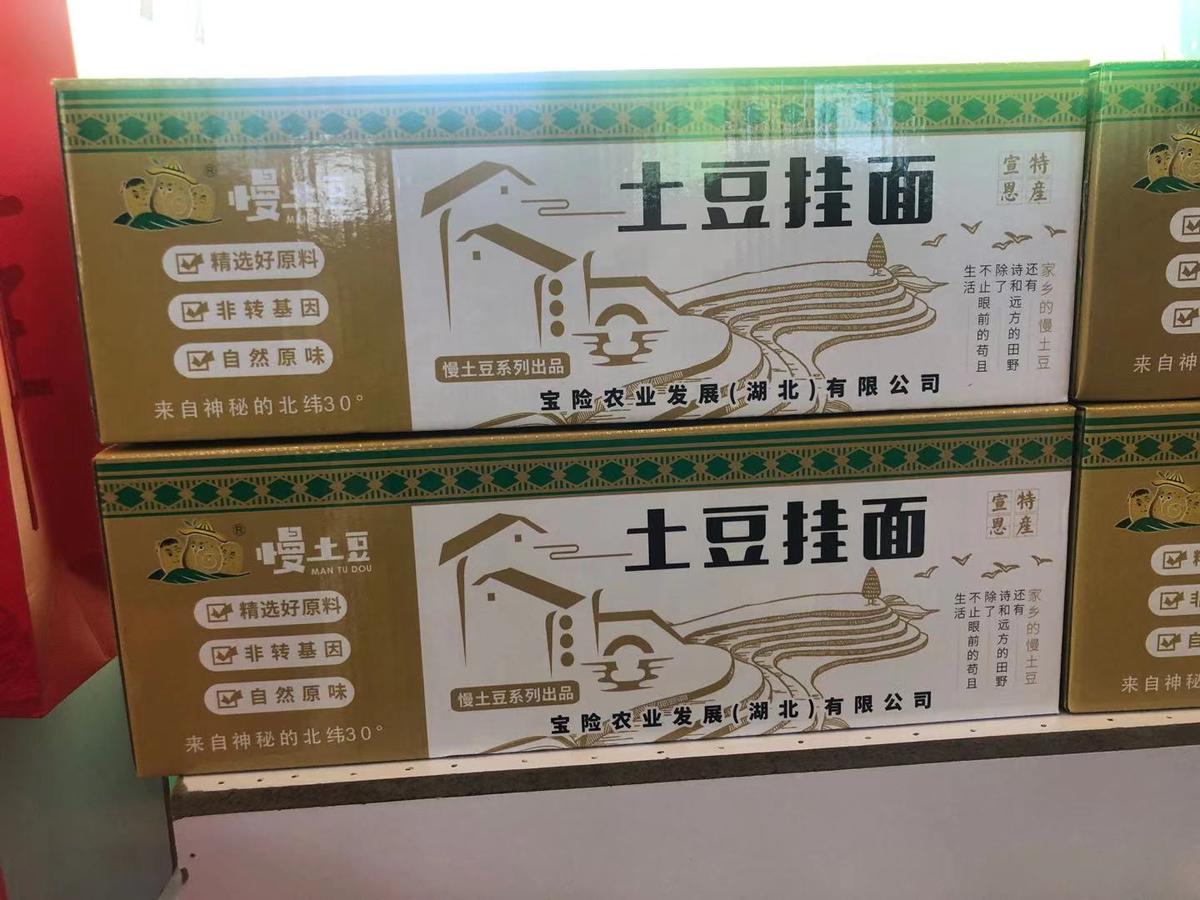 ®
慢土豆
精选好原料
非转基因
自然原味
来自神秘的北纬30°
土豆挂面
宣恩
特产
生活
不止眼前的苟且
除了
诗和远方的田野
还有
家乡的慢土豆
慢土豆系列出品
宝险农业发展(湖北)有限公司
来自神
®
慢土豆
MAN TU DOU
精选好原料
非转基因
自然原味
来自神秘的北纬30°
土豆挂面
宣恩
特产
生活
不止眼前的苟且
除了
诗和远方的田野
还有
家乡的慢土豆
慢土豆系列出品
宝险农业发展(湖北)有限公司
来自神秘